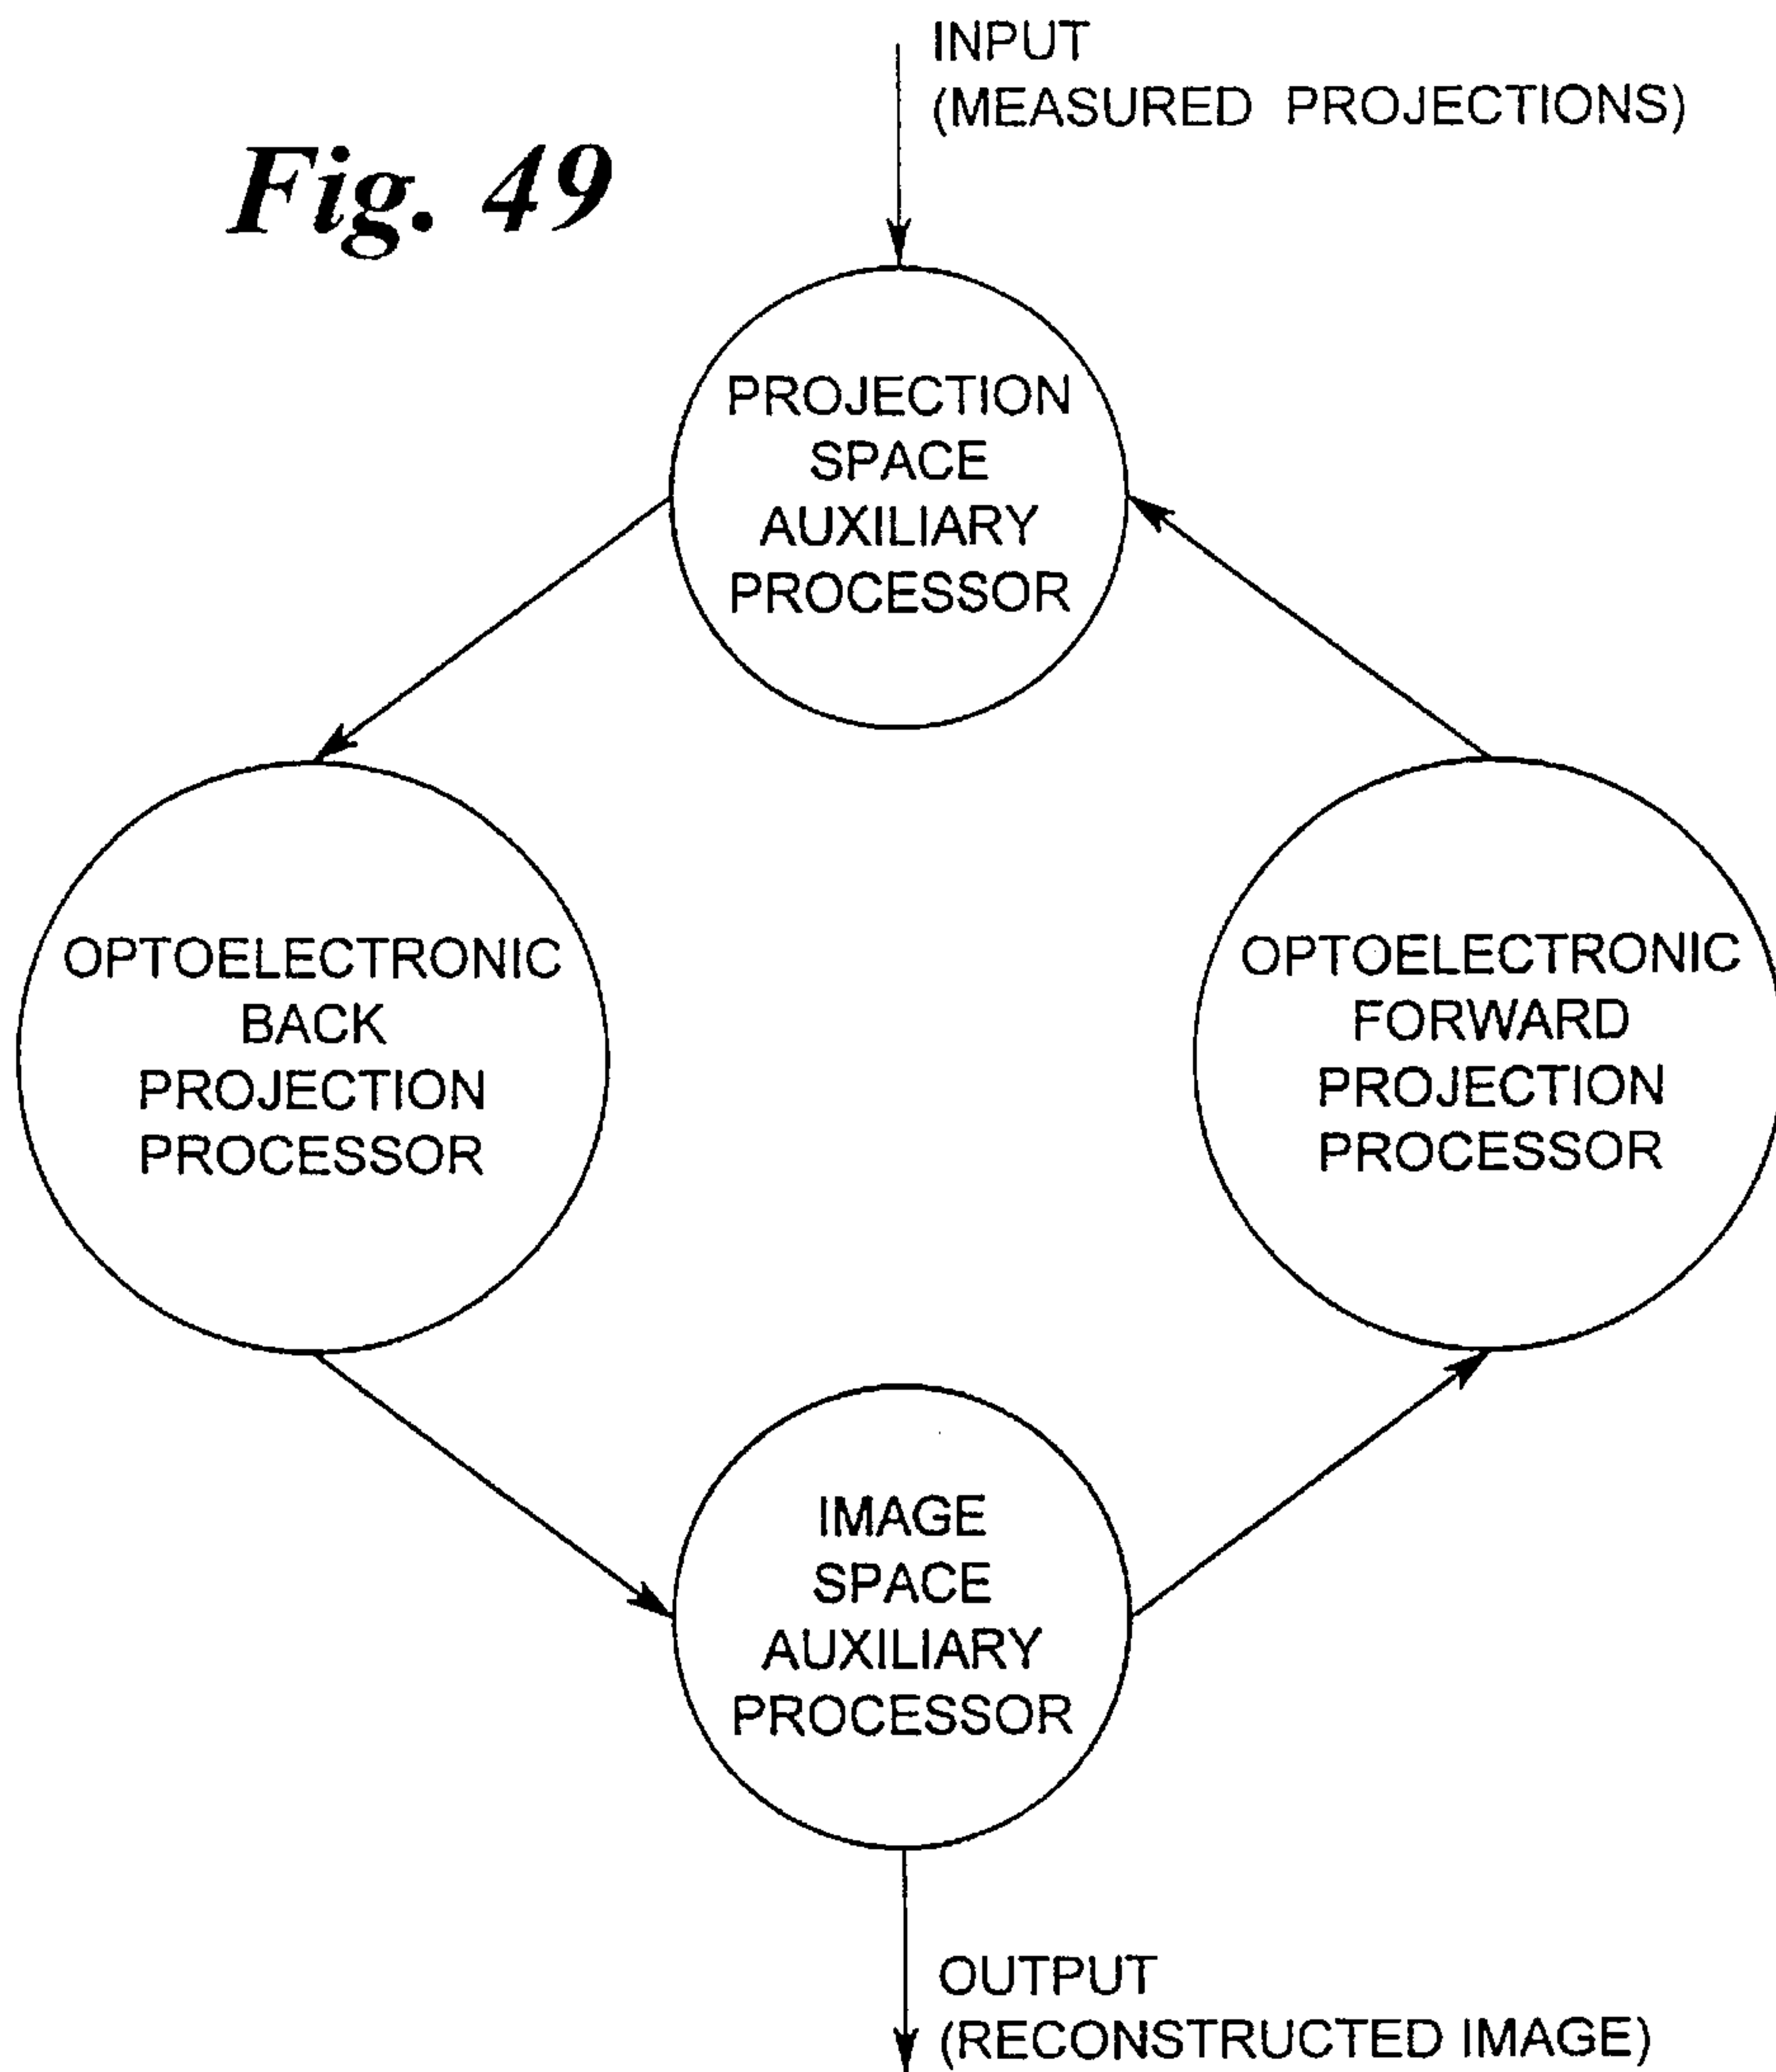 INPUT
(MEASURED PROJECTIONS)
Fig. 49
PROJECTION
SPACE
AUXILIARY
PROCESSOR
OPTOELECTRONIC
BACK
PROJECTION
PROCESSOR
OPTOELECTRONIC
FORWARD
PROJECTION
PROCESSOR
IMAGE
SPACE
AUXILIARY
PROCESSOR
OUTPUT
(RECONSTRUCTED IMAGE)